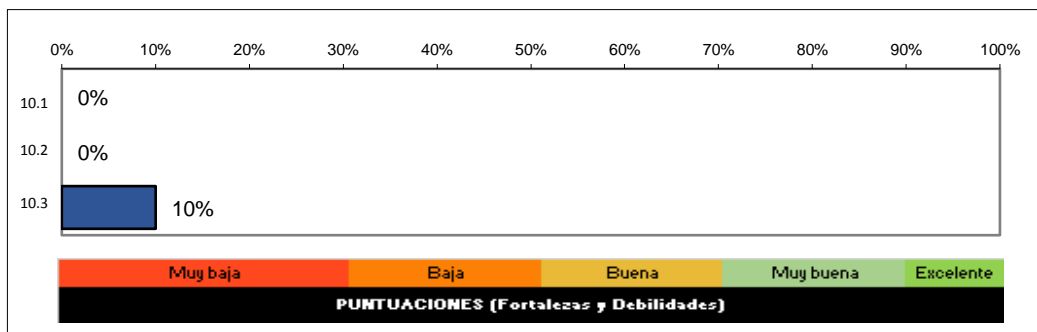 0% 10% 20% 30% 40% 50% 60% 70% 80% 90% 100%
10.1 0%
10.2 0%
10.3 10%
Muy baja Baja Buena Muy buena Excelente
PUNTUACIONES (Fortalezas y Debilidades)